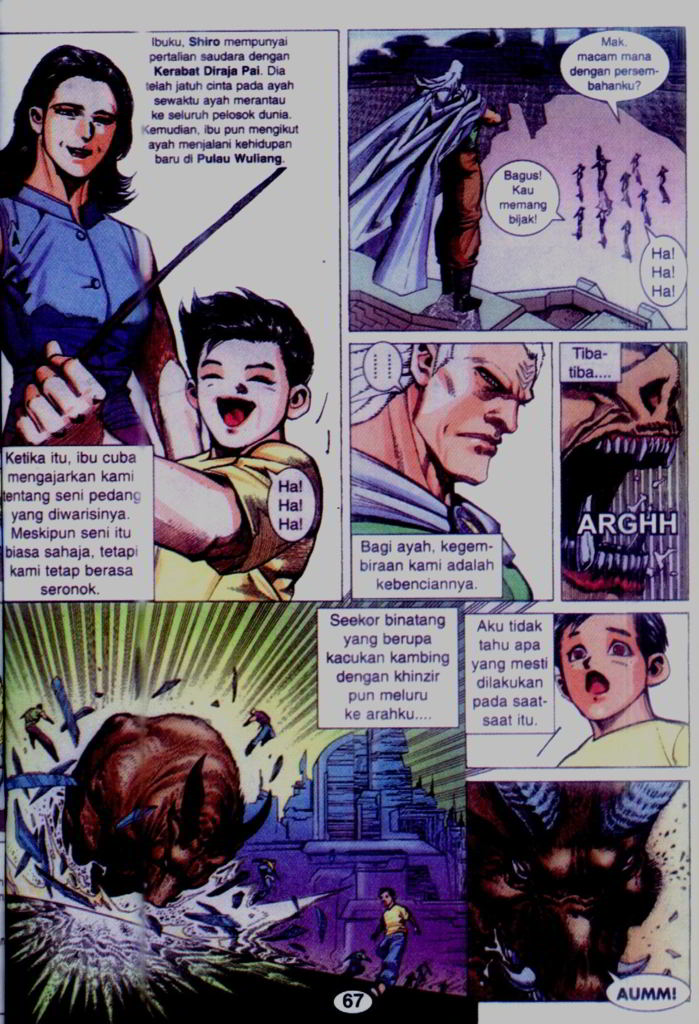 Ibuku, Shiro mempunyai
pertalian saudara dengan
Kerabat Diraja Pai. Dia
telah jatuh cinta pada ayah
sewaktu ayah merantau
ke seluruh pelosok dunia.
Kemudian, ibu pun mengikut
ayah menjalani kehidupan
baru di Pulau Wuliang.
Ketika itu, ibu cuba
mengajarkan kami
tentang seni pedang
yang diwarisinya.
Meskipun seni itu
biasa sahaja, tetapi
kami tetap berasa
seronok.
Ha!
Ha!
Ha!
Mak,
macam mana
dengan persem-
bahanku?
Bagus!
Kau
memang
bijak!
Ha!
Ha!
Ha!
...
...
Bagi ayah, kegem-
biraan kami adalah
kebenciannya.
Tiba-
tiba....
ARGHH
Seekor binatang
yang berupa
kacukan kambing
dengan khinzir
pun meluru
ke arahku....
Aku tidak
tahu apa
yang mesti
dilakukan
pada saat-
saat itu.
AUMM!
67